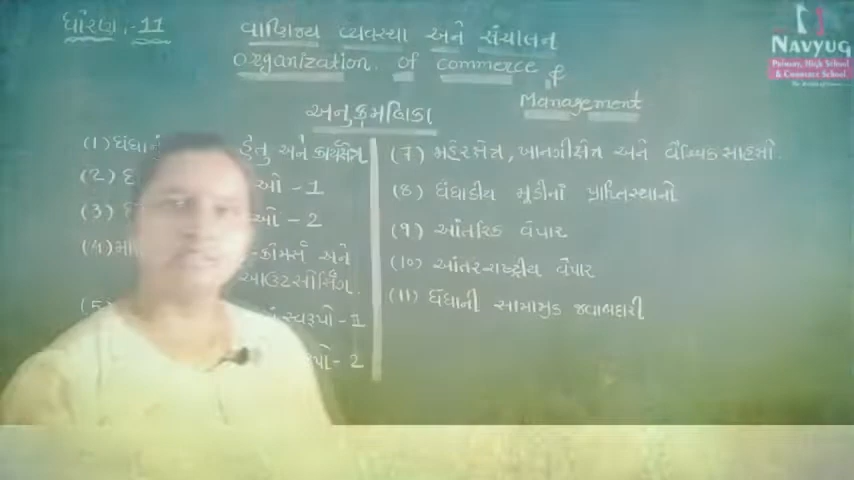 ધોરણ :- 11
વાણિજ્ય વ્યવસ્થા અને સંચાલન
Organization of commerce &
Management
NAVYUG
Primary, High School
& Commerce School
અનુક્રમણિકા
(1) ધંધાનું હેતુ અને કાર્યક્ષેત્ર
(2) ઓ - 1
(3) ઓ - 2
(4) - કોમર્સ અને
આઉટસોર્સિંગ.
(5) સ્વરૂપો - 1
- 2
(7) જાહેરક્ષેત્ર, ખાનગીક્ષેત્ર અને વૈશ્વિક સાહસો.
(8) ધંધાકીય મૂડીનાં પ્રાપ્તિસ્થાનો
(9) આંતરિક વેપાર
(10) આંતરરાષ્ટ્રીય વેપાર
(11) ધંધાની સામાજીક જવાબદારી